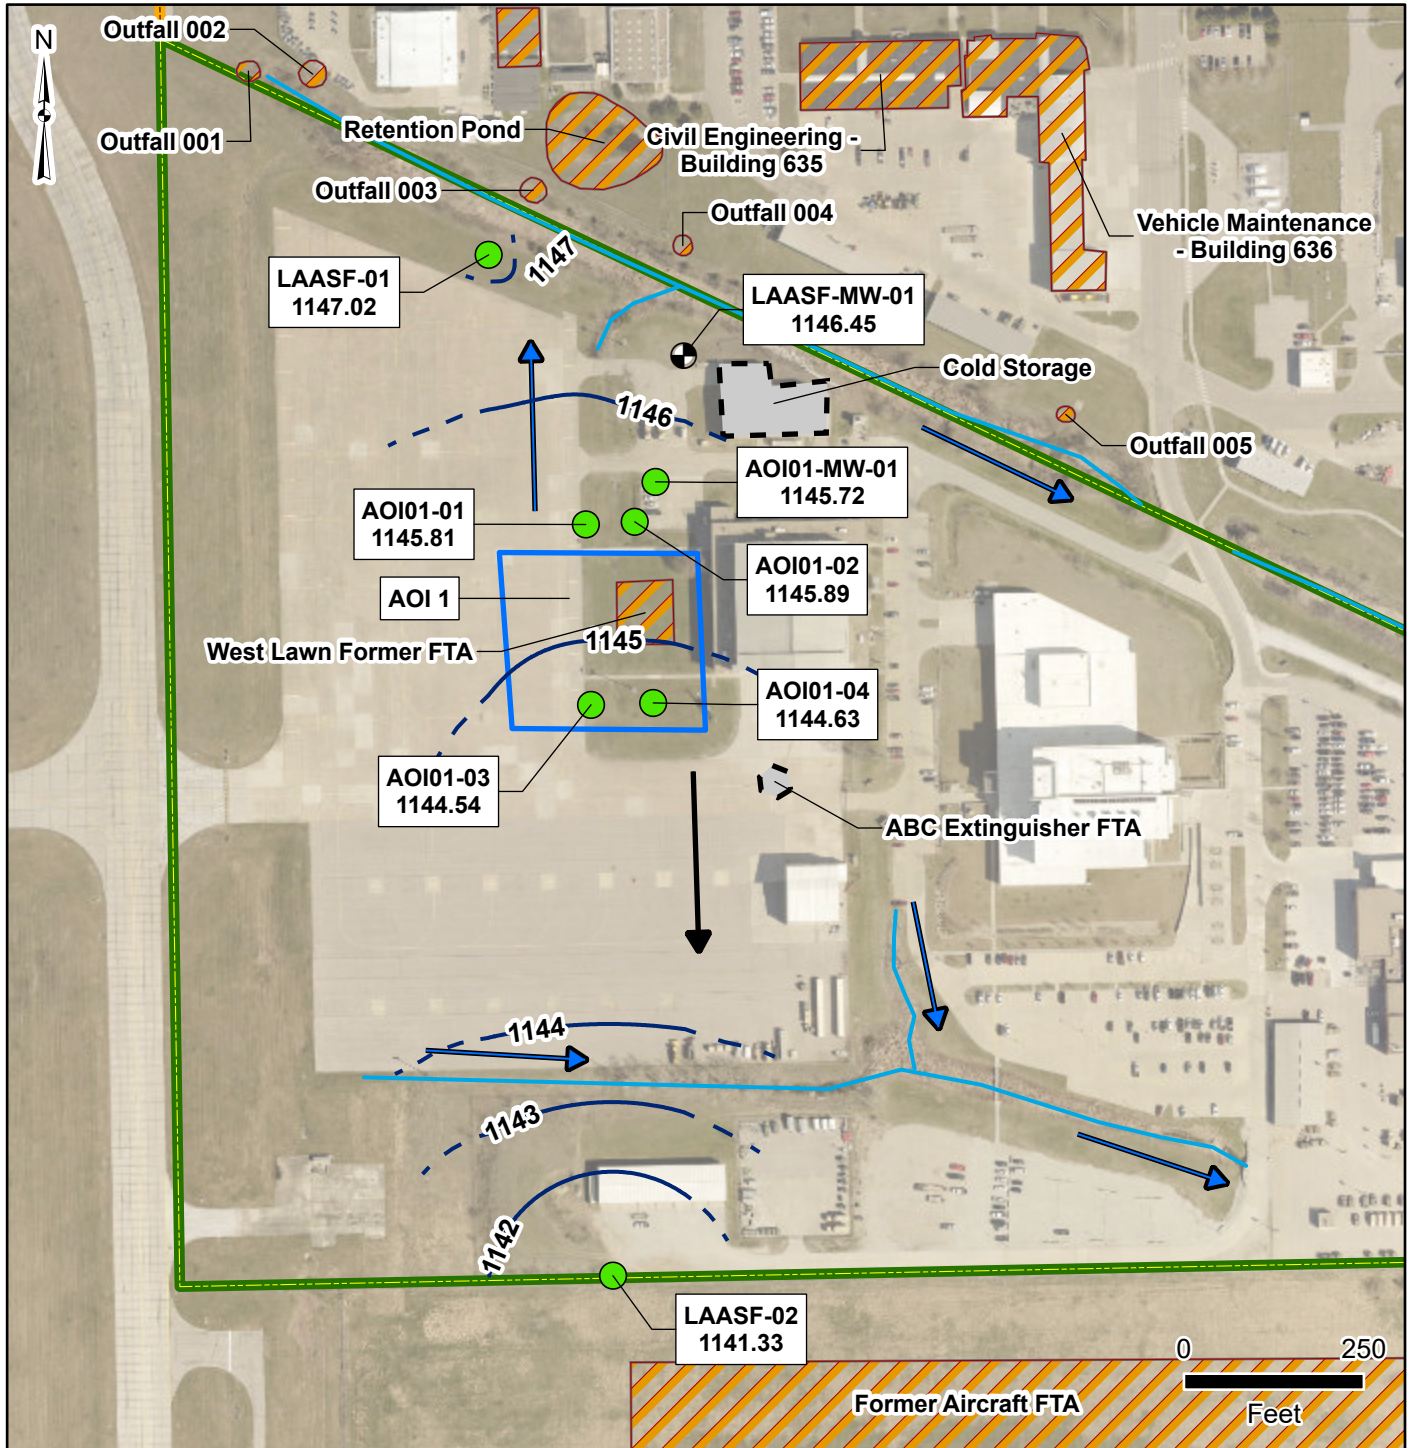 N
Outfall 002
Outfall 001
Retention Pond
Civil Engineering -
Building 635
Outfall 003
Outfall 004
Vehicle Maintenance
- Building 636
1147
LAASF-01
1147.02
LAASF-MW-01
1146.45
Cold Storage
1146
Outfall 005
AOI01-MW-01
1145.72
AOI01-01
1145.81
AOI01-02
1145.89
AOI 1
West Lawn Former FTA
1145
AOI01-04
1144.63
AOI01-03
1144.54
ABC Extinguisher FTA
1144
1143
1142
LAASF-02
1141.33
0 250
Feet
Former Aircraft FTA